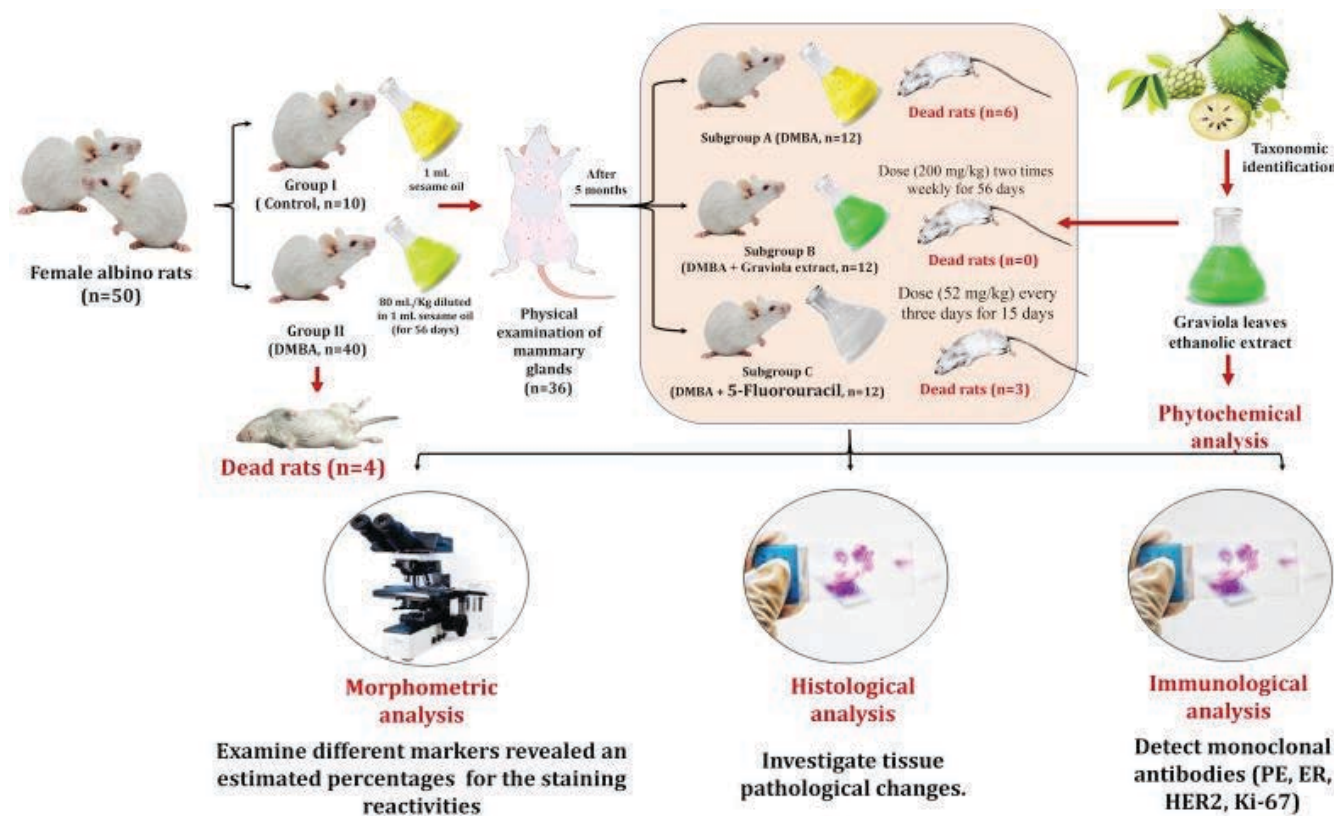 Female albino rats
(n=50)
Group I
( Control, n=10)
1 mL
sesame oil
Group II
(DMBA, n=40)
80 mL/Kg diluted
in 1 mL sesame oil
(for 56 days)
Dead rats (n=4)
Physical
examination of
mammary
glands
(n=36)
After
5 months
Subgroup A (DMBA, n=12)
Dead rats (n=6)
Dose (200 mg/kg) two times
weekly for 56 days
Subgroup B
(DMBA + Graviola extract, n=12)
Dead rats (n=0)
Dose (52 mg/kg) every
three days for 15 days
Subgroup C
(DMBA + 5-Fluorouracil, n=12)
Dead rats (n=3)
Taxonomic
identification
Graviola leaves
ethanolic extract
Phytochemical
analysis
Morphometric
analysis
Examine different markers revealed an
estimated percentages for the staining
reactivities
Histological
analysis
Investigate tissue
pathological changes.
Immunological
analysis
Detect monoclonal
antibodies (PE, ER,
HER2, Ki-67)